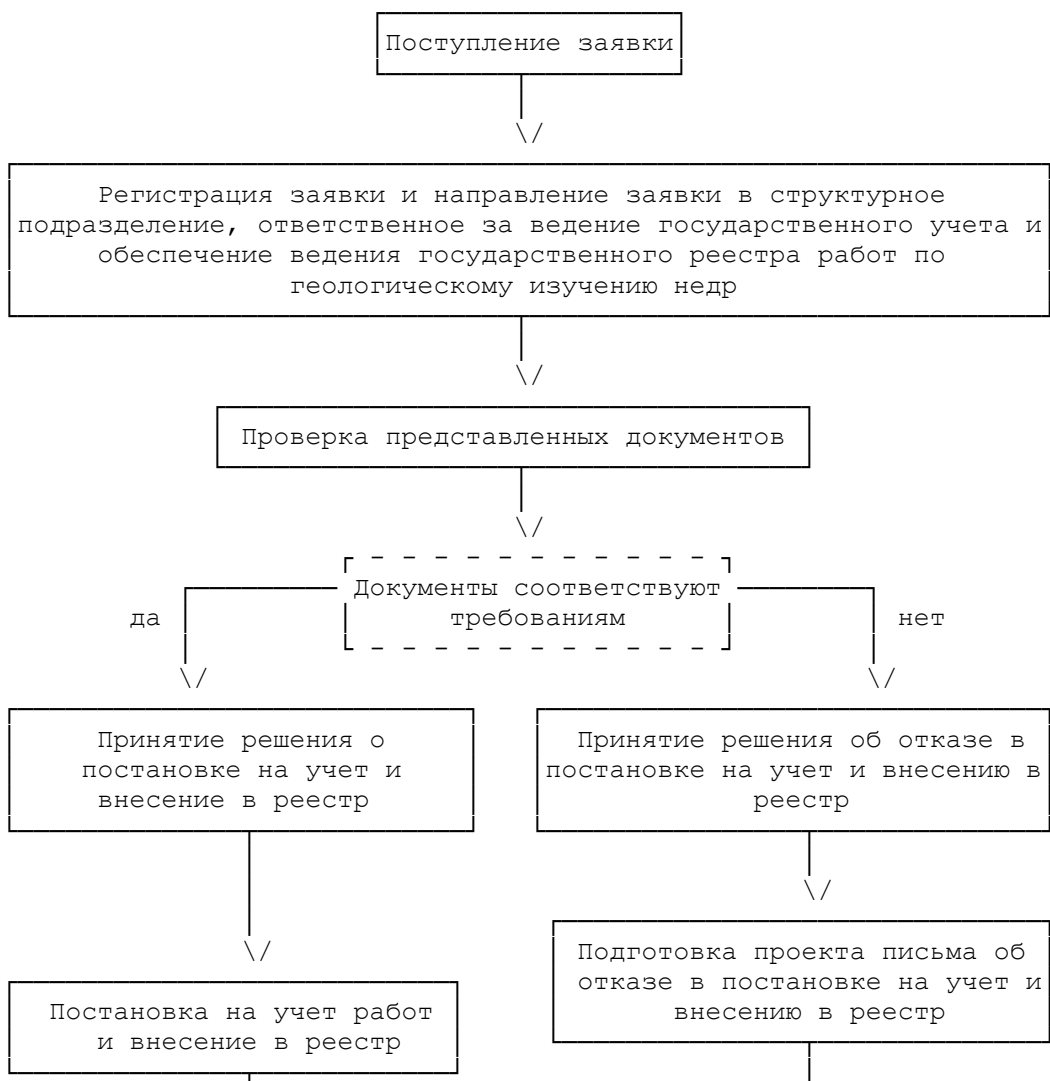 Поступление заявки
Регистрация заявки и направление заявки в структурное
подразделение, ответственное за ведение государственного учета и
обеспечение ведения государственного реестра работ по
геологическому изучению недр
Проверка представленных документов
Документы соответствуют
требованиям
да
нет
Принятие решения о
постановке на учет и
внесение в реестр
Принятие решения об отказе в
постановке на учет и внесению в
реестр
Подготовка проекта письма об
отказе в постановке на учет и
внесению в реестр
Постановка на учет работ
и внесение в реестр